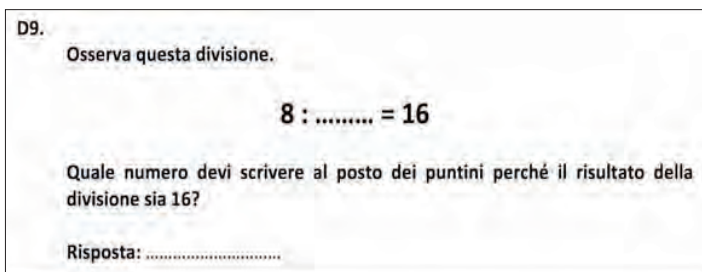 D9.
Osserva questa divisione.
8 : ......... = 16
Quale numero devi scrivere al posto dei puntini perché il risultato della
divisione sia 16?
Risposta: ..............................